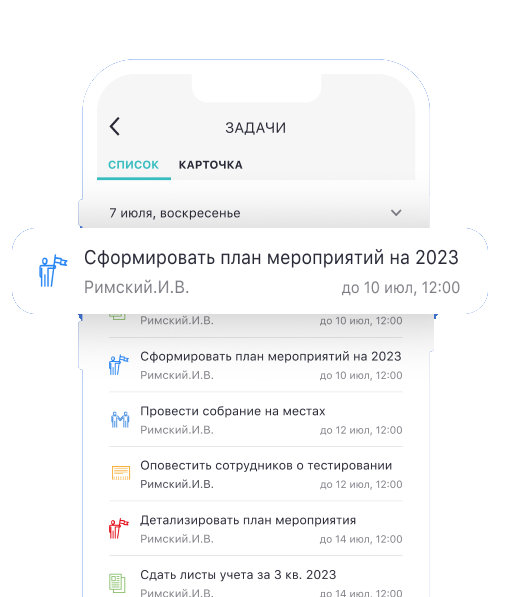 ЗАДАЧИ
СПИСОК КАРТОЧКА
7 июля, воскресенье
Сформировать план мероприятий на 2023
Римский.И.В. до 10 июл, 12:00
Римский.И.В. до 10 июл, 12:00
Сформировать план мероприятий на 2023
Римский.И.В. до 10 июл, 12:00
Провести собрание на местах
Римский.И.В. до 12 июл, 12:00
Оповестить сотрудников о тестировании
Римский.И.В. до 12 июл, 12:00
Детализировать план мероприятия
Римский.И.В. до 14 июл, 12:00
Сдать листы учета за 3 кв. 2023
Римский.И.В. до 14 июл, 12:00